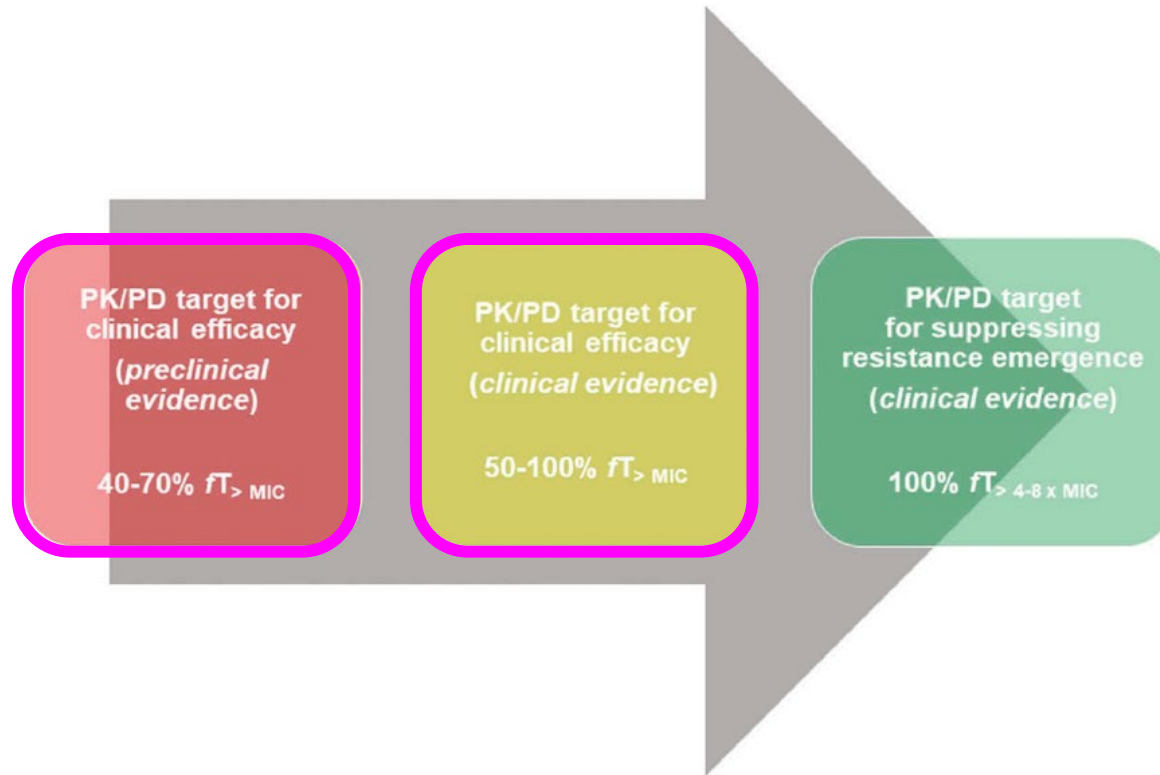 PK/PD target for
clinical efficacy
(preclinical
evidence)
40-70% fT> MIC
PK/PD target for
clinical efficacy
(clinical evidence)
50-100% fT> MIC
PK/PD target
for suppressing
resistance emergence
(clinical evidence)
100% fT> 4-8 x MIC